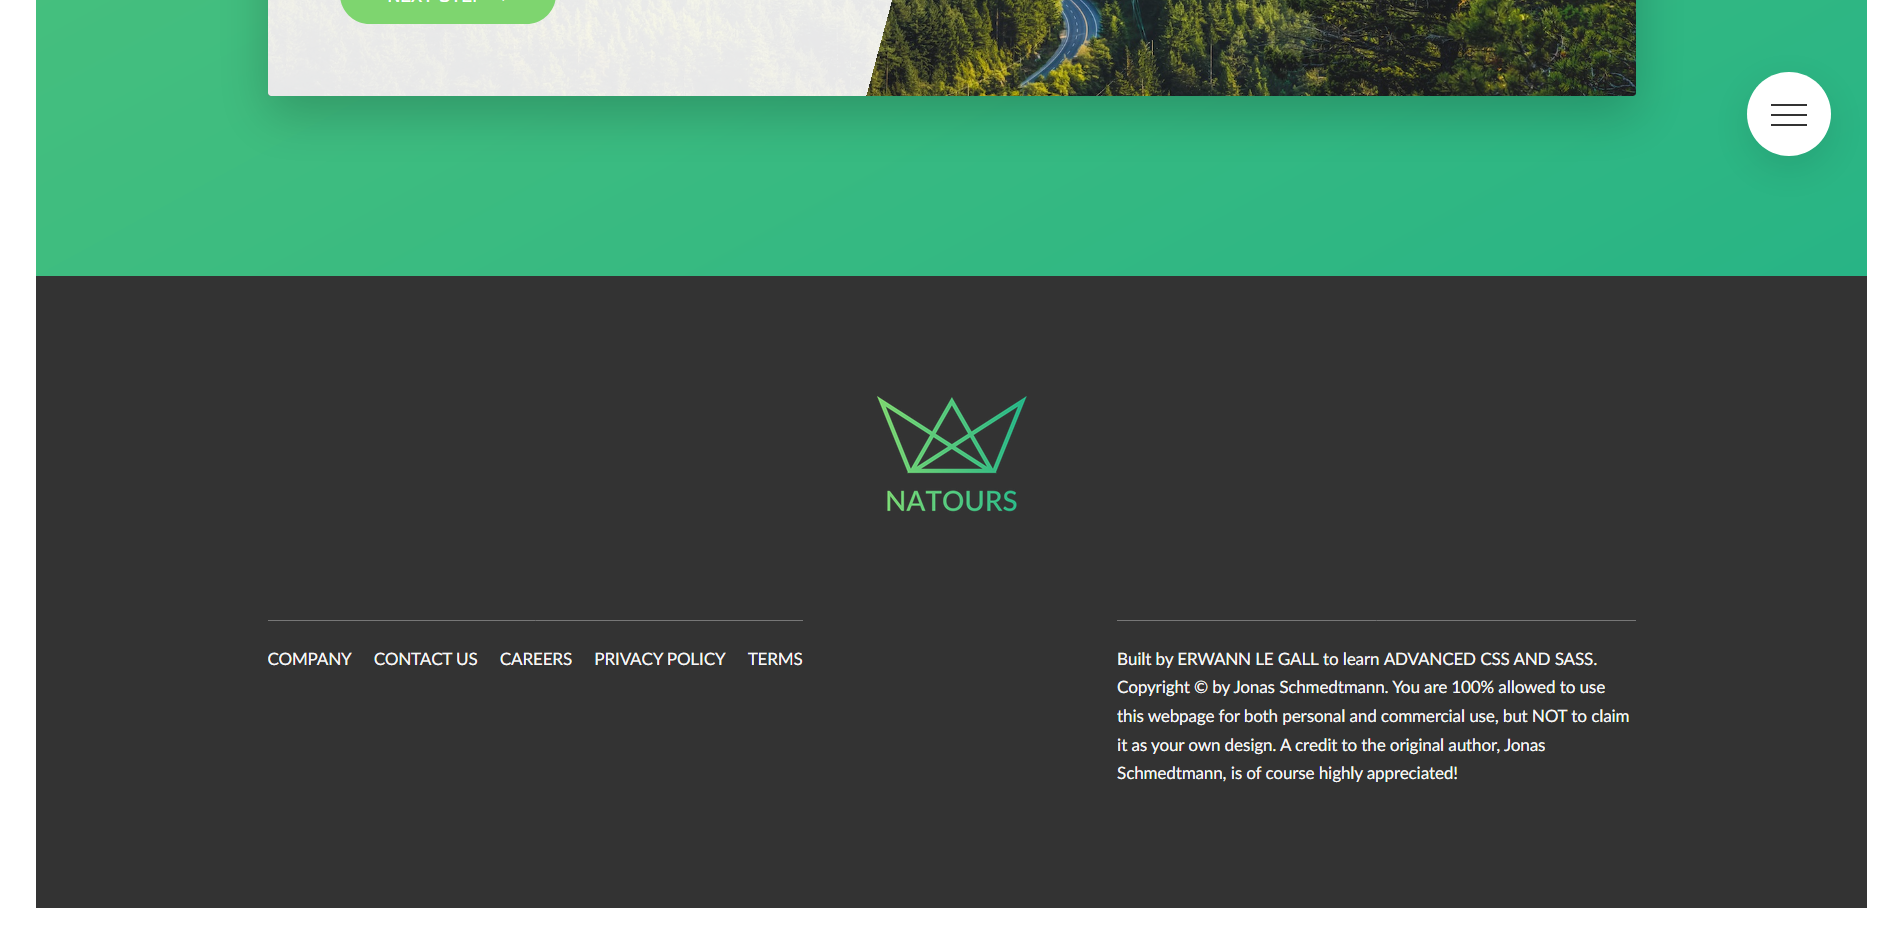 NEXT STEP →
NATOURS
COMPANY CONTACT US CAREERS PRIVACY POLICY TERMS
Built by ERWANN LE GALL to learn ADVANCED CSS AND SASS.
Copyright © by Jonas Schmedtmann. You are 100% allowed to use
this webpage for both personal and commercial use, but NOT to claim
it as your own design. A credit to the original author, Jonas
Schmedtmann, is of course highly appreciated!